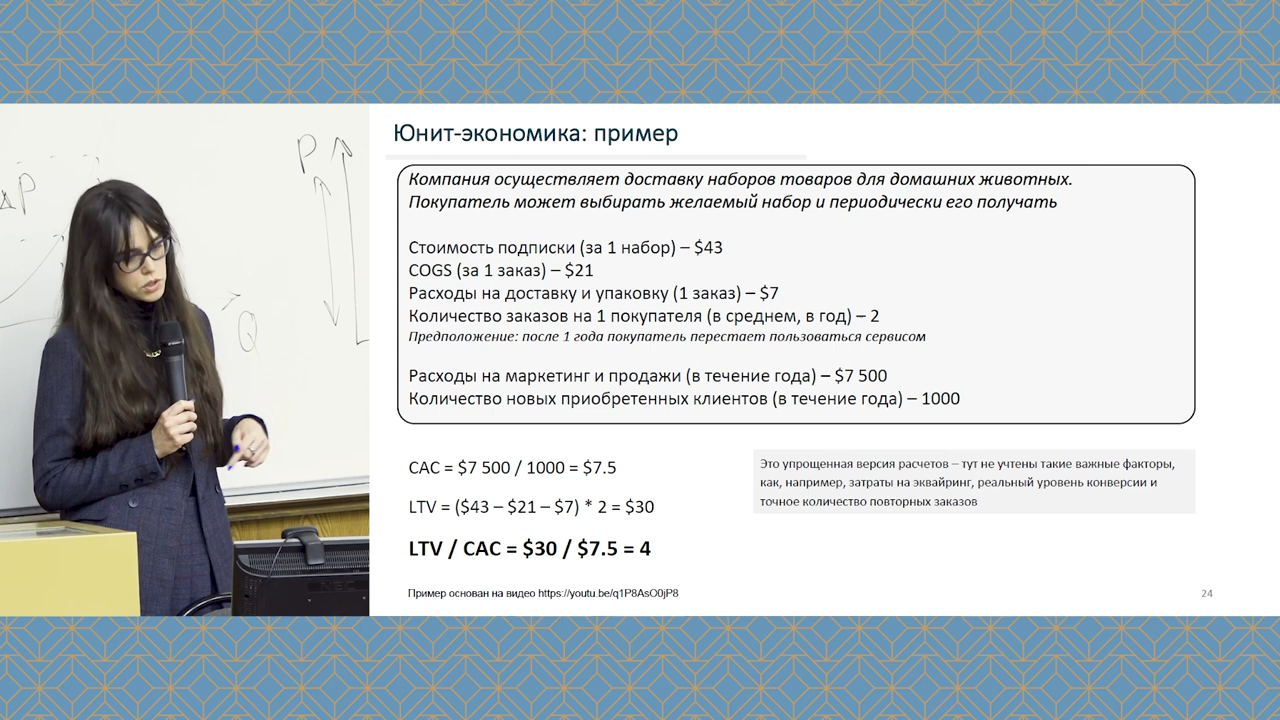 ΔP
P
Q
Юнит-экономика: пример
Компания осуществляет доставку наборов товаров для домашних животных.
Покупатель может выбирать желаемый набор и периодически его получать
Стоимость подписки (за 1 набор) – $43
COGS (за 1 заказ) – $21
Расходы на доставку и упаковку (1 заказ) – $7
Количество заказов на 1 покупателя (в среднем, в год) – 2
Предположение: после 1 года покупатель перестает пользоваться сервисом
Расходы на маркетинг и продажи (в течение года) – $7 500
Количество новых приобретенных клиентов (в течение года) – 1000
CAC = $7 500 / 1000 = $7.5
LTV = ($43 – $21 – $7) * 2 = $30
LTV / CAC = $30 / $7.5 = 4
Это упрощенная версия расчетов – тут не учтены такие важные факторы,
как, например, затраты на эквайринг, реальный уровень конверсии и
точное количество повторных заказов
Пример основан на видео https://youtu.be/q1P8AsO0jP8
24